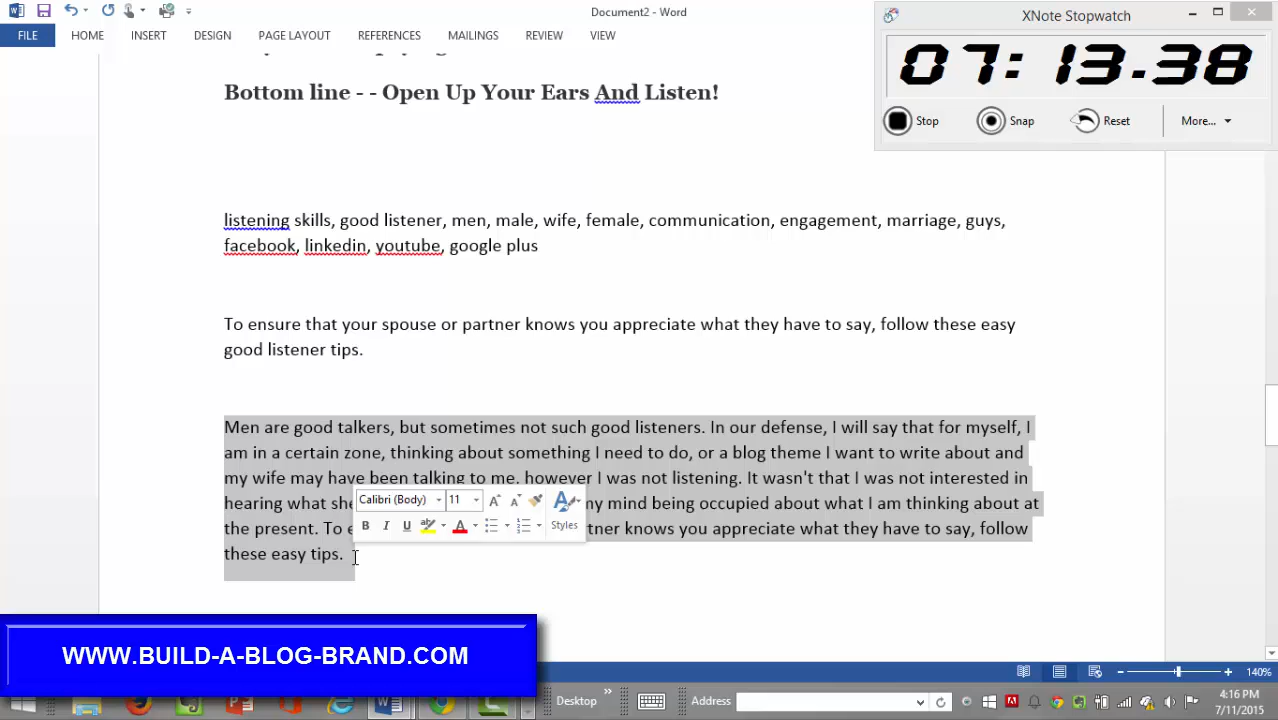 Document2 - Word
XNote Stopwatch
FILE HOME INSERT DESIGN PAGE LAYOUT REFERENCES MAILINGS REVIEW VIEW
07:13.38
Stop Snap Reset More...
Bottom line - - Open Up Your Ears And Listen!
listening skills, good listener, men, male, wife, female, communication, engagement, marriage, guys,
facebook, linkedin, youtube, google plus
To ensure that your spouse or partner knows you appreciate what they have to say, follow these easy
good listener tips.
Men are good talkers, but sometimes not such good listeners. In our defense, I will say that for myself, I
am in a certain zone, thinking about something I need to do, or a blog theme I want to write about and
my wife may have been talking to me, however I was not listening. It wasn't that I was not interested in
hearing what she my mind being occupied about what I am thinking about at
the present. To knows you appreciate what they have to say, follow
these easy tips.
Calibri (Body) 11
B I U A Styles
WWW.BUILD-A-BLOG-BRAND.COM
140%
Desktop Address
4:16 PM
7/11/2015